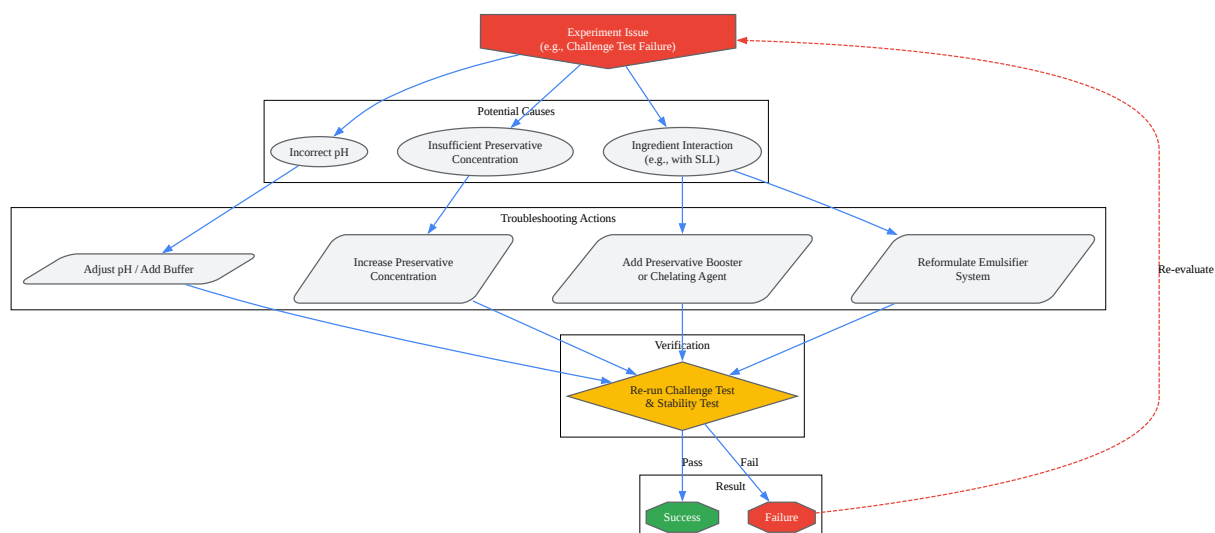 Experiment Issue
(e.g., Challenge Test Failure)
Potential Causes
Incorrect pH
Insufficient Preservative
Concentration
Ingredient Interaction
(e.g., with SLL)
Troubleshooting Actions
Adjust pH / Add Buffer
Increase Preservative
Concentration
Add Preservative Booster
or Chelating Agent
Reformulate Emulsifier
System
Re-evaluate
Verification
Re-run Challenge Test
& Stability Test
Pass
Fail
Result
Success
Failure